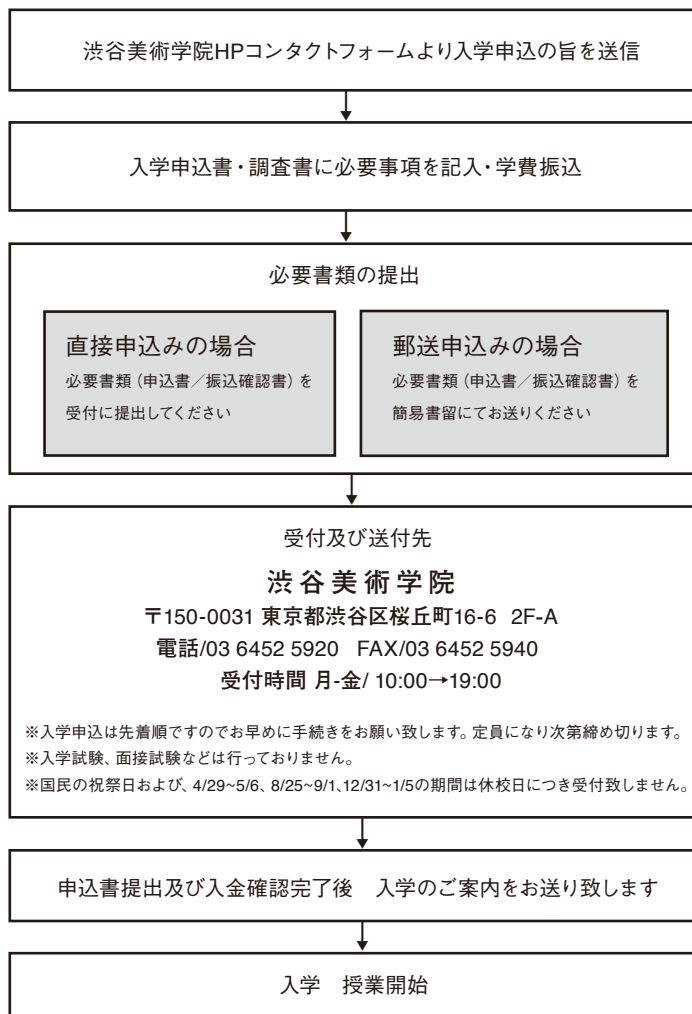 渋谷美術学院HPコンタクトフォームより入学申込の旨を送信
入学申込書・調査書に必要事項を記入・学費振込
必要書類の提出
直接申込みの場合
必要書類（申込書／振込確認書）を
受付に提出してください
郵送申込みの場合
必要書類（申込書／振込確認書）を
簡易書留にてお送りください
受付及び送付先
渋谷美術学院
〒150-0031 東京都渋谷区桜丘町16-6 2F-A
電話/03 6452 5920 FAX/03 6452 5940
受付時間 月-金/ 10:00→19:00
※入学申込は先着順ですのでお早めに手続きをお願い致します。定員になり次第締め切ります。
※入学試験、面接試験などは行っておりません。
※国民の祝祭日および、4/29~5/6、8/25~9/1、12/31~1/5の期間は休校日につき受付致しません。
申込書提出及び入金確認完了後　入学のご案内をお送り致します
入学　授業開始